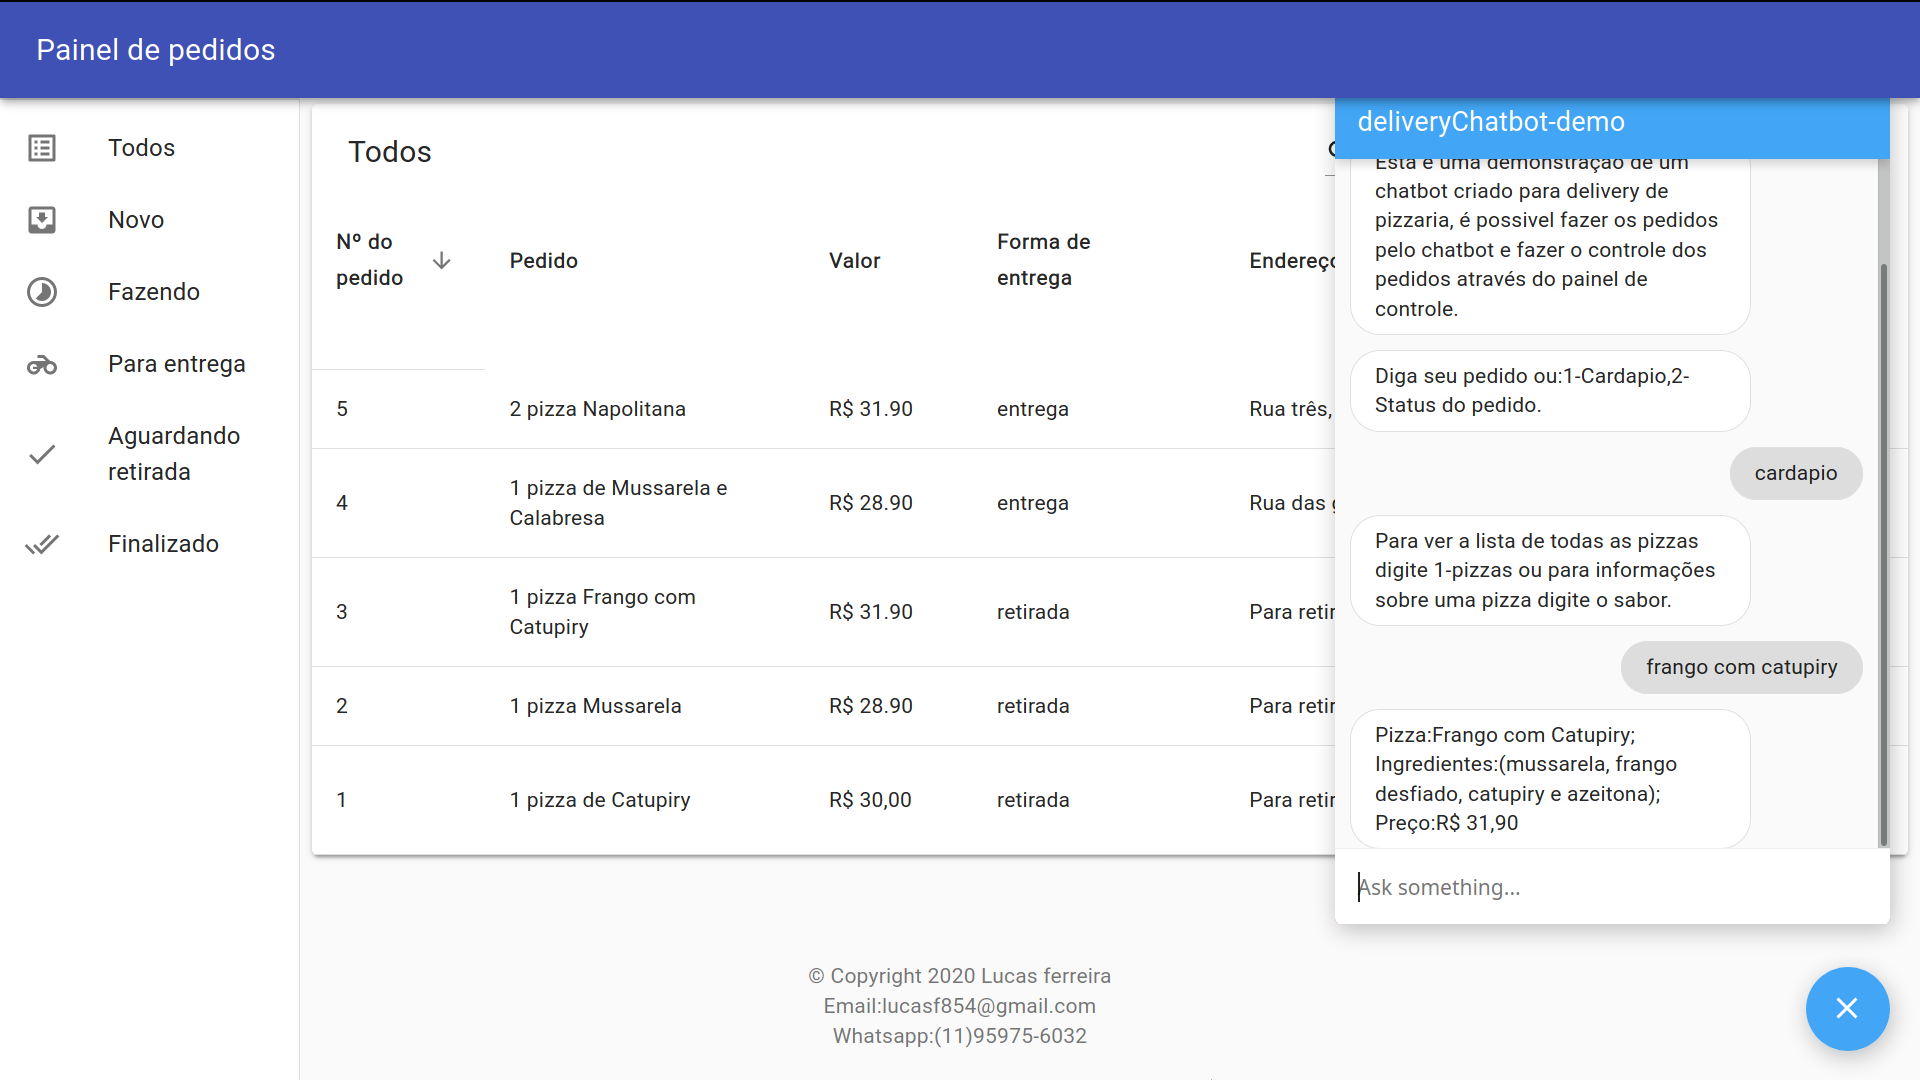 Painel de pedidos
Todos
Novo
Fazendo
Para entrega
Aguardando
retirada
Finalizado
Todos
Nº do
pedido
Pedido
Valor
Forma de
entrega
Endereço
5
2 pizza Napolitana
R$ 31.90
entrega
Rua três,
4
1 pizza de Mussarela e
Calabresa
R$ 28.90
entrega
Rua das
3
1 pizza Frango com
Catupiry
R$ 31.90
retirada
Para retir
2
1 pizza Mussarela
R$ 28.90
retirada
Para retir
1
1 pizza de Catupiry
R$ 30,00
retirada
Para retir
deliveryChatbot-demo
Esta é uma demonstração de um
chatbot criado para delivery de
pizzaria, é possivel fazer os pedidos
pelo chatbot e fazer o controle dos
pedidos através do painel de
controle.
Diga seu pedido ou:1-Cardapio,2-
Status do pedido.
cardapio
Para ver a lista de todas as pizzas
digite 1-pizzas ou para informações
sobre uma pizza digite o sabor.
frango com catupiry
Pizza:Frango com Catupiry;
Ingredientes:(mussarela, frango
desfiado, catupiry e azeitona);
Preço:R$ 31,90
Ask something...
© Copyright 2020 Lucas ferreira
Email:lucasf854@gmail.com
Whatsapp:(11)95975-6032